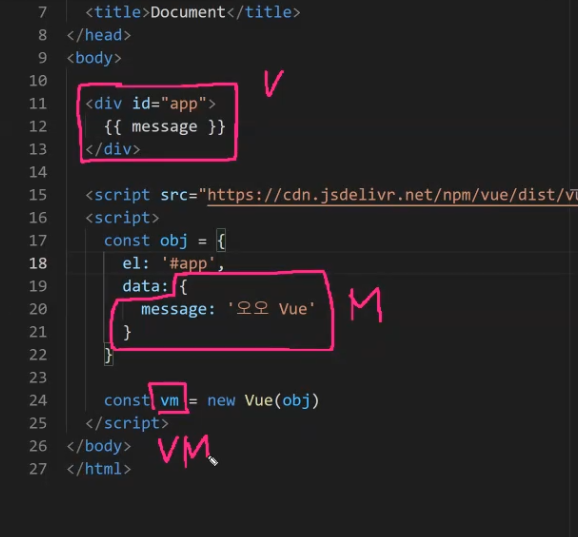 7 <title>Document</title>
8 </head>
9 <body>
10
11 <div id="app"> V
12 {{ message }}
13 </div>
14
15 <script src="https://cdn.jsdelivr.net/npm/vue/dist/
16 <script>
17 const obj = {
18 el: '#app',
19 data: {
20 message: '오오 Vue' M
21 }
22 }
23
24 const vm = new Vue(obj)
25 </script>
26 </body> VM
27 </html>